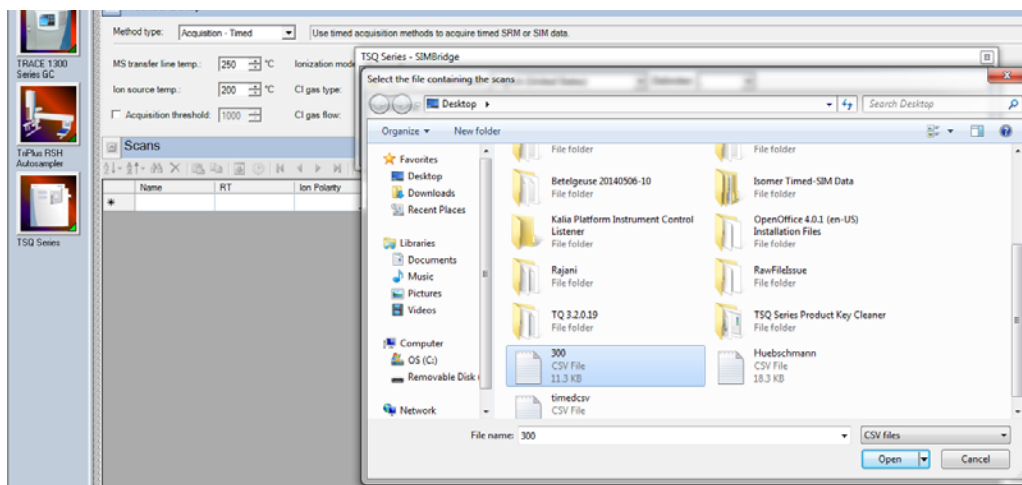 Method type:
Acquisition - Timed
Use timed acquisition methods to acquire timed SRM or SIM data.
TRACE 1300
Series GC
MS transfer line temp.: 250 °C
Ionization mode
Ion source temp.: 200 °C
CI gas type:
Acquisition threshold: 1000
CI gas flow:
TriPlus RSH
Autosampler
Scans
Name RT Ion Polarity
TSQ Series
TSQ Series - SIMBridge
Select the file containing the scans
Desktop
Search Desktop
Organize
New folder
Favorites
Desktop
Downloads
Recent Places
Libraries
Documents
Music
Pictures
Videos
Computer
OS (C:)
Removable Disk
Network
File folder
File folder
Betelgeuse 20140506-10
File folder
Isomer Timed-SIM Data
File folder
Kalia Platform Instrument Control
Listener
File folder
OpenOffice 4.0.1 (en-US)
Installation Files
File folder
Rajani
File folder
RawFileIssue
File folder
TQ 3.2.0.19
File folder
TSQ Series Product Key Cleaner
File folder
300
CSV File
11.3 KB
Huebschmann
CSV File
18.3 KB
timedcsv
CSV File
File name: 300
CSV files
Open
Cancel